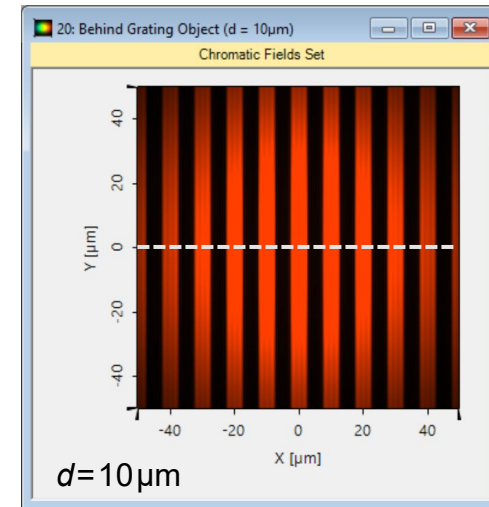 20: Behind Grating Object (d = 10µm)
Chromatic Fields Set
40
20
0
-20
-40
Y [µm]
-40 -20 0 20 40
X [µm]
d=10µm